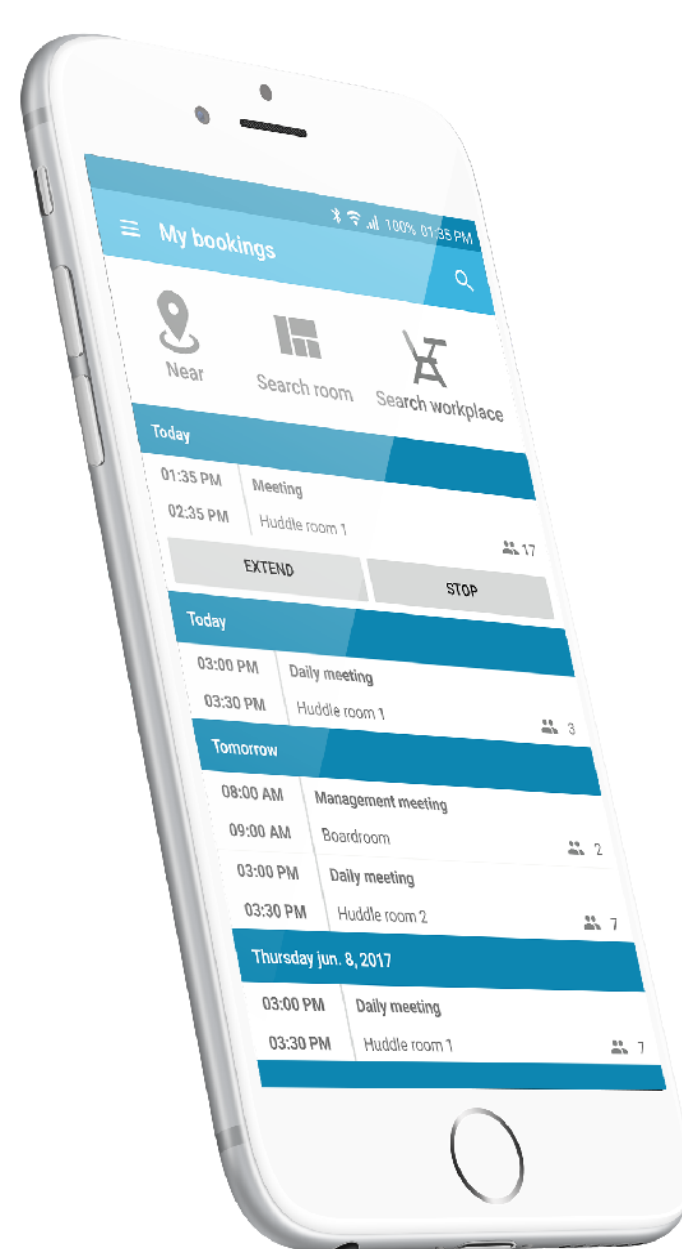 100% 01:35 PM
My bookings
Near
Search room
Search workplace
Today
01:35 PM Meeting
02:35 PM Huddle room 1
17
EXTEND STOP
Today
03:00 PM Daily meeting
03:30 PM Huddle room 1
3
Tomorrow
08:00 AM Management meeting
09:00 AM Boardroom
2
03:00 PM Daily meeting
03:30 PM Huddle room 2
7
Thursday jun. 8, 2017
03:00 PM Daily meeting
03:30 PM Huddle room 1
7